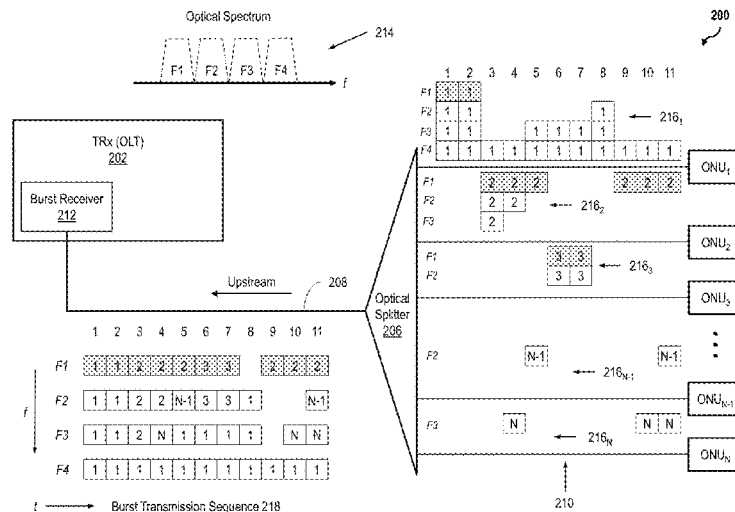 Optical Spectrum
214
200
F1 F2 F3 F4
f
TRx (OLT)
202
Burst Receiver
212
Upstream
208
Optical
Splitter
206
1 2 3 4 5 6 7 8 9 10 11
F1 1 1
F2 1 1 1
F3 1 1 1 1 1 1
F4 1 1 1 1 1 1 1 1 1 1 1
216₁
ONU₁
F1 2 2 2 2 2 2
F2 2 2
F3 2
216₂
ONU₂
F1 3 3
F2 3 3
216₃
ONU₃
F2 N-1 N-1
216N-1
ONUN-1
F3 N N N
216N
ONUN
210
1 2 3 4 5 6 7 8 9 10 11
F1 1 1 2 2 2 3 3 2 2 2
F2 1 1 2 2 N-1 3 3 1 N-1
f
F3 1 1 2 N 1 1 1 1 N N
F4 1 1 1 1 1 1 1 1 1 1 1
t
Burst Transmission Sequence 218